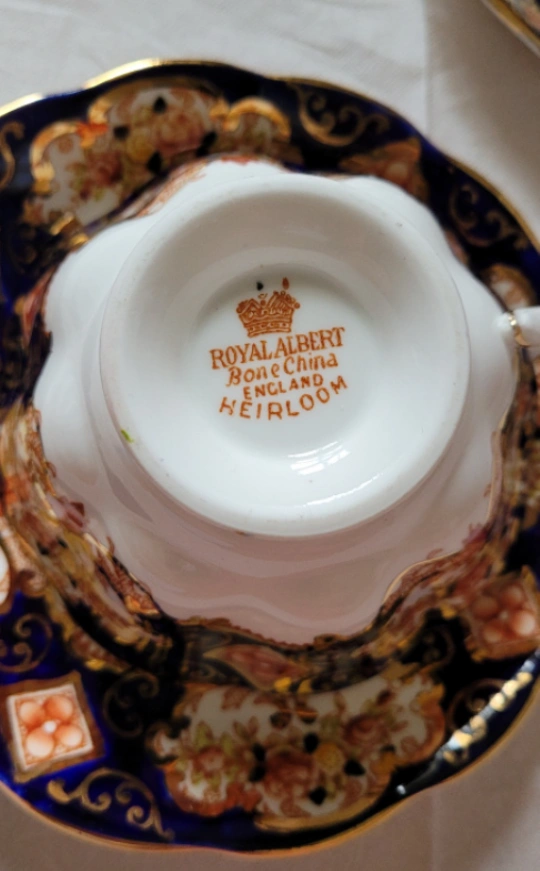 ROYAL ALBERT
Bone China
ENGLAND
HEIRLOOM